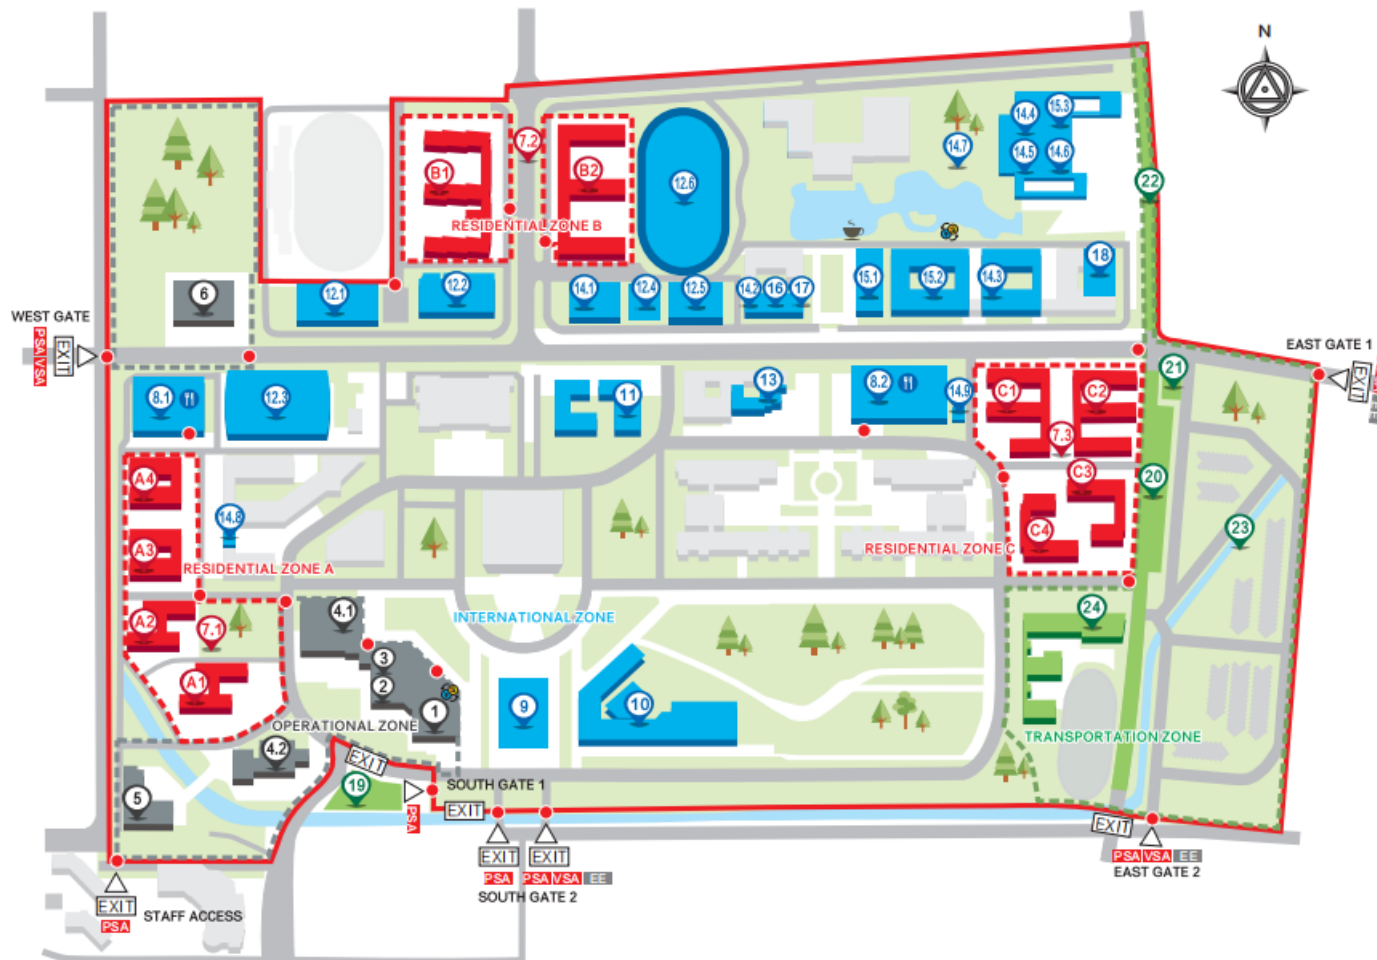 N
15.3
14.4
7.2
14.7
14.5
14.6
B1
B2
12.6
22
RESIDENTIAL ZONE B
18
6
12.1
12.2
14.1
12.4
12.5
14.2
16
17
15.1
15.2
14.3
WEST GATE
PSA VSA
EXIT
EAST GATE 1
EXIT
21
8.1
12.3
11
13
8.2
14.9
C1
C2
7.3
A4
C3
20
14.8
23
A3
C4
RESIDENTIAL ZONE A
RESIDENTIAL ZONE C
4.1
24
A2
7.1
INTERNATIONAL ZONE
3
A1
2
1
9
10
OPERATIONAL ZONE
TRANSPORTATION ZONE
4.2
EXIT
19
SOUTH GATE 1
5
PSA
EXIT
EXIT
EXIT
EXIT
PSA VSA EE
EAST GATE 2
PSA
PSA VSA EE
SOUTH GATE 2
EXIT
STAFF ACCESS
PSA